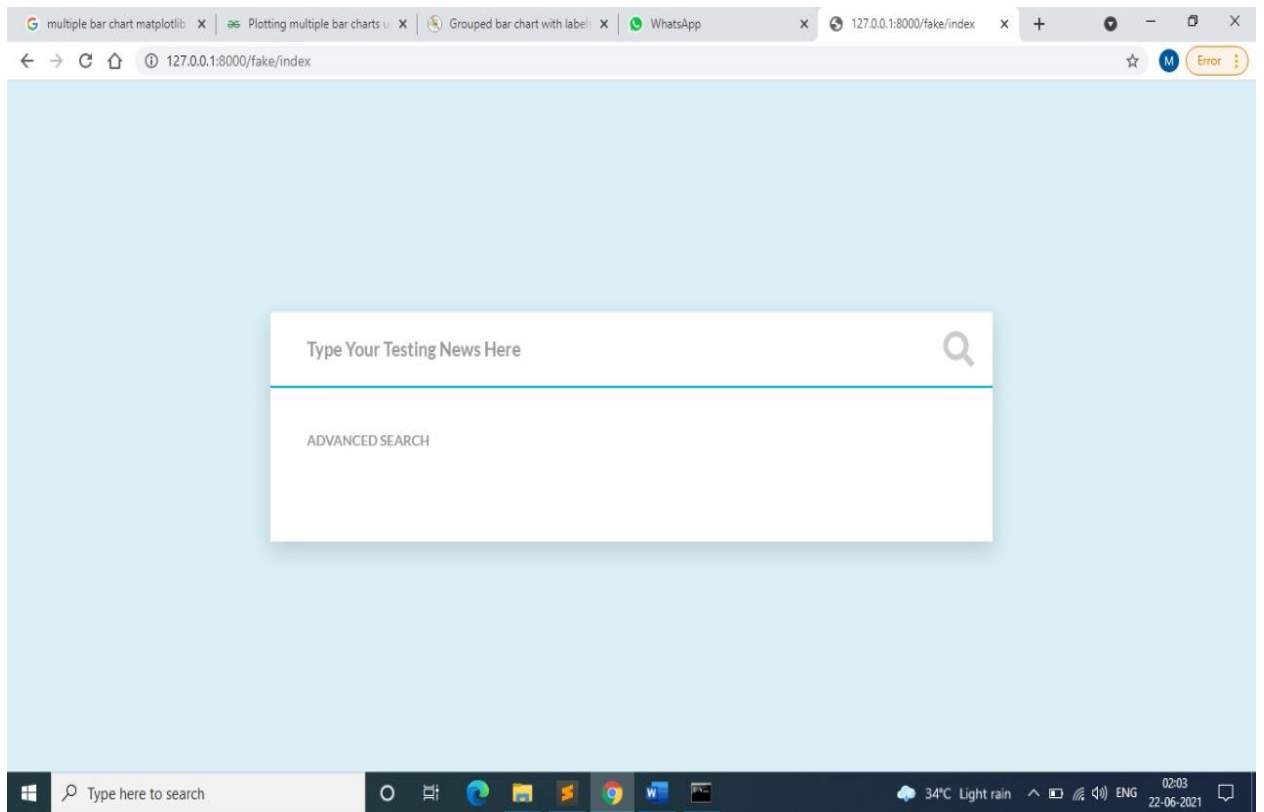 multiple bar chart matplotlib
Plotting multiple bar charts u
Grouped bar chart with labels
WhatsApp
127.0.0.1:8000/fake/index
127.0.0.1:8000/fake/index
M
Error
Type Your Testing News Here
ADVANCED SEARCH
Type here to search
34°C Light rain
ENG
02:03
22-06-2021